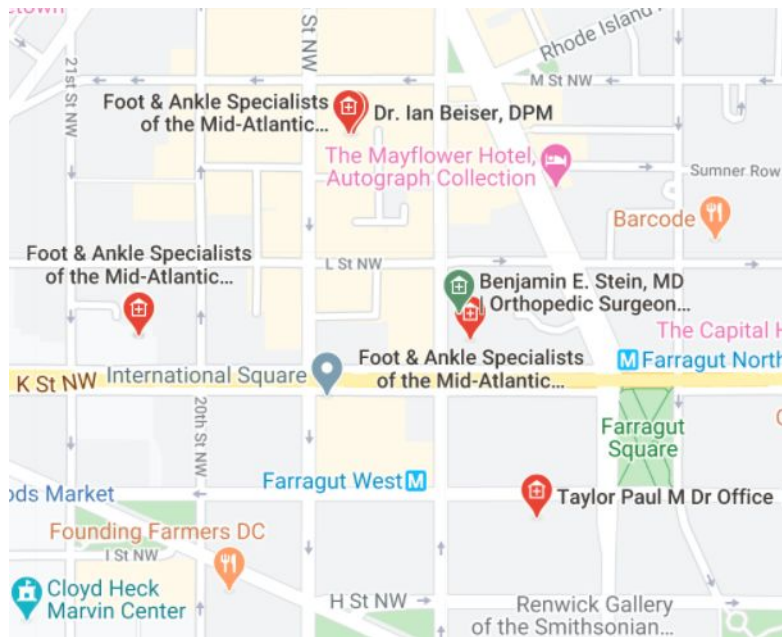 21st St NW
St NW
Rhode Island
M St NW
Foot & Ankle Specialists
of the Mid-Atlantic...
Dr. Ian Beiser, DPM
The Mayflower Hotel,
Autograph Collection
Sumner Row
Barcode
Foot & Ankle Specialists
of the Mid-Atlantic...
L St NW
Benjamin E. Stein, MD
| Orthopedic Surgeon...
The Capital H
Foot & Ankle Specialists
of the Mid-Atlantic...
M Farragut North
K St NW
International Square
20th St NW
Farragut
Square
Farragut West M
ods Market
Taylor Paul M Dr Office
Founding Farmers DC
I St NW
Cloyd Heck
Marvin Center
H St NW
Renwick Gallery
of the Smithsonian...